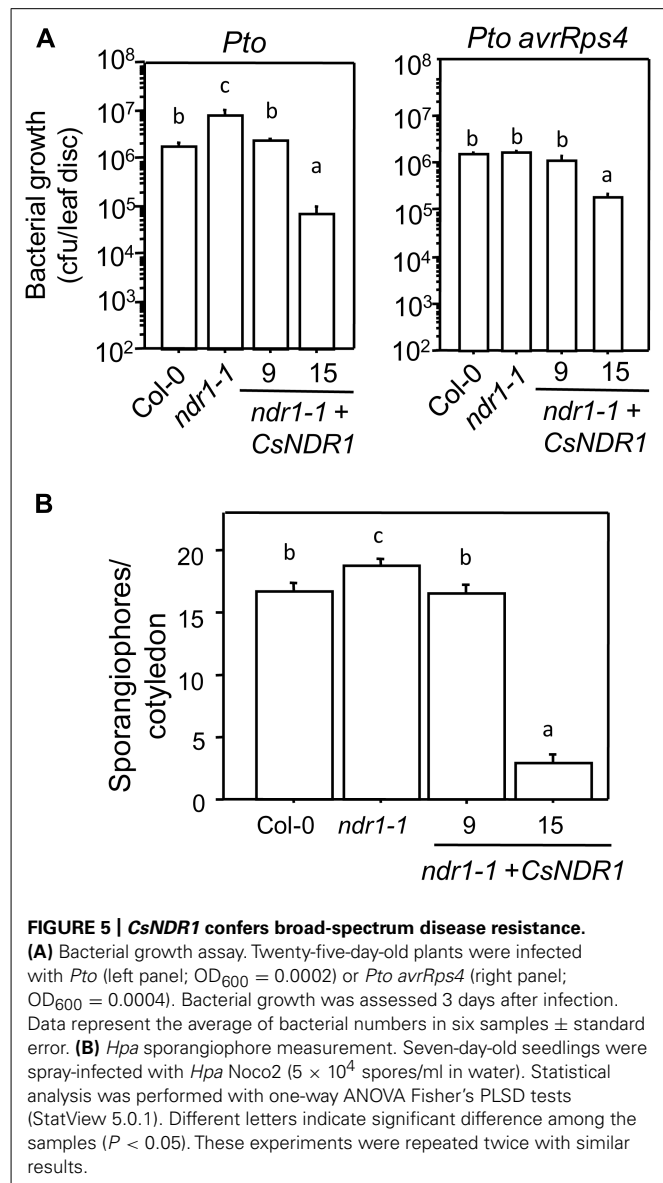 A
Pto
Pto avrRps4
Bacterial growth
(cfu/leaf disc)
10⁸
10⁷
10⁶
10⁵
10⁴
10³
10²
b
c
b
a
Col-0
ndr1-1
9
15
ndr1-1 +
CsNDR1
10⁸
10⁷
10⁶
10⁵
10⁴
10³
10²
b
b
b
a
Col-0
ndr1-1
9
15
ndr1-1 +
CsNDR1
B
Sporangiophores/
cotyledon
20
15
10
5
0
b
c
b
a
Col-0
ndr1-1
9
15
ndr1-1 +CsNDR1
FIGURE 5 | CsNDR1 confers broad-spectrum disease resistance.
(A) Bacterial growth assay. Twenty-five-day-old plants were infected
with Pto (left panel; OD₆₀₀ = 0.0002) or Pto avrRps4 (right panel;
OD₆₀₀ = 0.0004). Bacterial growth was assessed 3 days after infection.
Data represent the average of bacterial numbers in six samples ± standard
error. (B) Hpa sporangiophore measurement. Seven-day-old seedlings were
spray-infected with Hpa Noco2 (5 × 10⁴ spores/ml in water). Statistical
analysis was performed with one-way ANOVA Fisher's PLSD tests
(StatView 5.0.1). Different letters indicate significant difference among the
samples (P < 0.05). These experiments were repeated twice with similar
results.